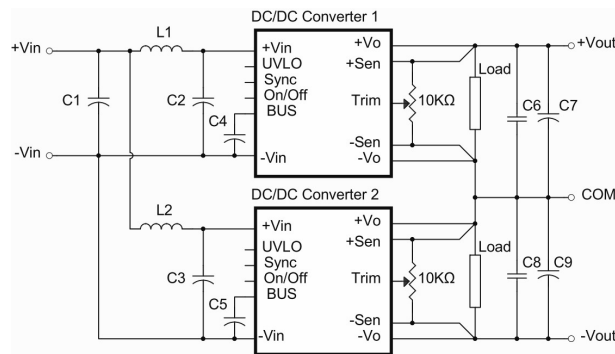 DC/DC Converter 1
L1
+Vin
+Vin
+Vo
+Vout
UVLO
+Sen
Sync
Load
C1
C2
On/Off
Trim
10KΩ
C6
C7
C4
BUS
-Sen
-Vin
-Vin
-Vo
DC/DC Converter 2
COM
L2
+Vin
+Vo
UVLO
+Sen
Load
Sync
C3
On/Off
Trim
10KΩ
C8
C9
C5
BUS
-Sen
-Vin
-Vo
-Vout